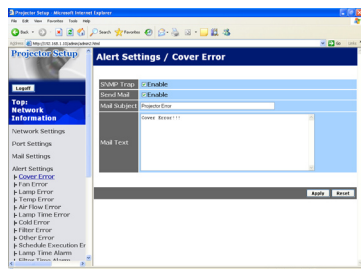 Projector Setup - Microsoft Internet Explorer
File Edit View Favorites Tools Help
Back Search Favorites
Projector Setup
Logoff
Top:
Network
Information
Network Settings
Port Settings
Mail Settings
Alert Settings
Cover Error
Fan Error
Lamp Error
Temp Error
Air Flow Error
Lamp Time Error
Cold Error
Filter Error
Other Error
Schedule Execution Er
Lamp Time Alarm
Filter Time Alarm
Alert Settings / Cover Error
SNMP Trap Enable
Send Mail Enable
Mail Subject Projector Error
Mail Text Cover Error!!!
Apply Reset